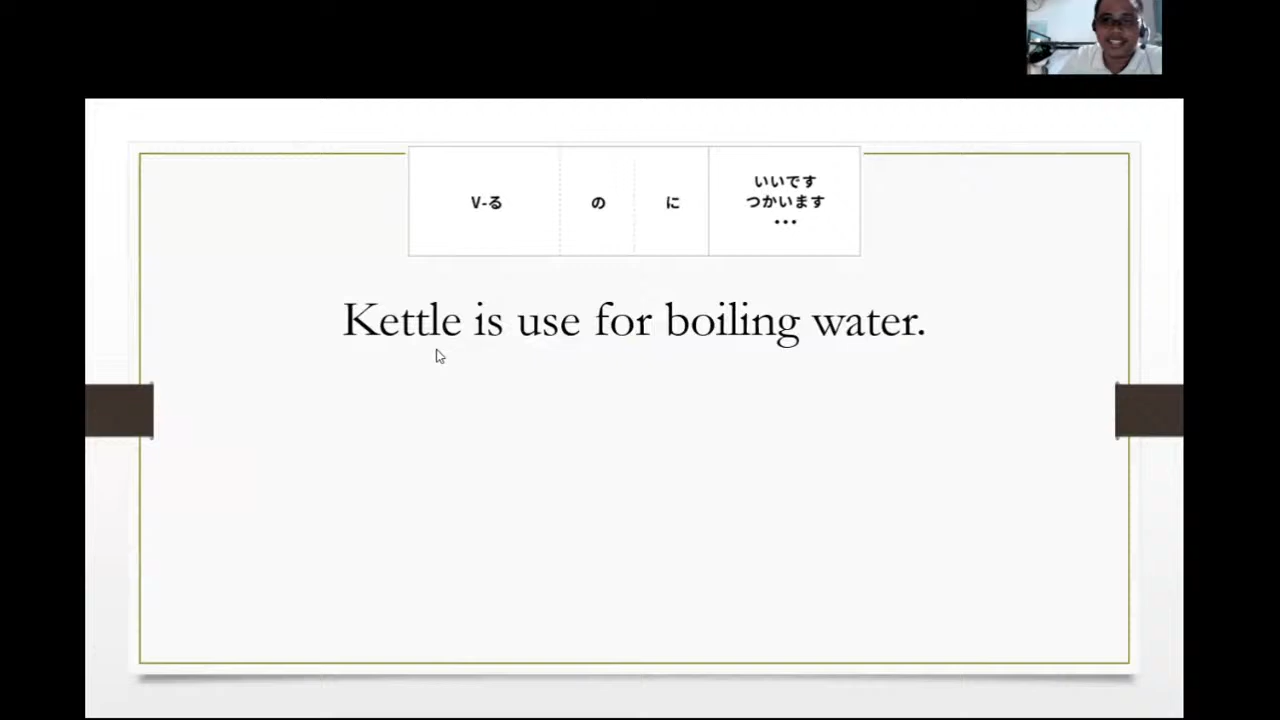 V-る の に いいです
つかいます
•••
Kettle is use for boiling water.